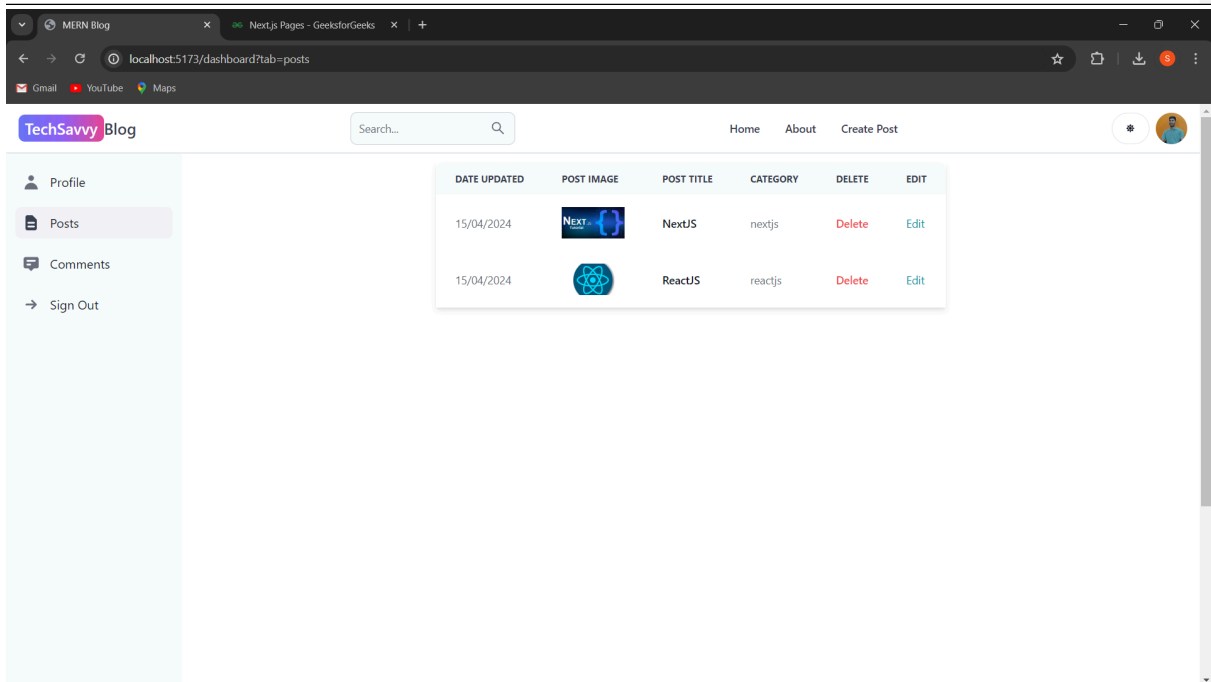 MERN Blog
Next.js Pages - GeeksforGeeks
localhost:5173/dashboard?tab=posts
S
Gmail YouTube Maps
TechSavvy Blog
Search...
Home About Create Post
Profile
Posts
Comments
Sign Out
DATE UPDATED POST IMAGE POST TITLE CATEGORY DELETE EDIT
15/04/2024 NEXT.js Tutorial {} NextJS nextjs Delete Edit
15/04/2024 ReactJS reactjs Delete Edit